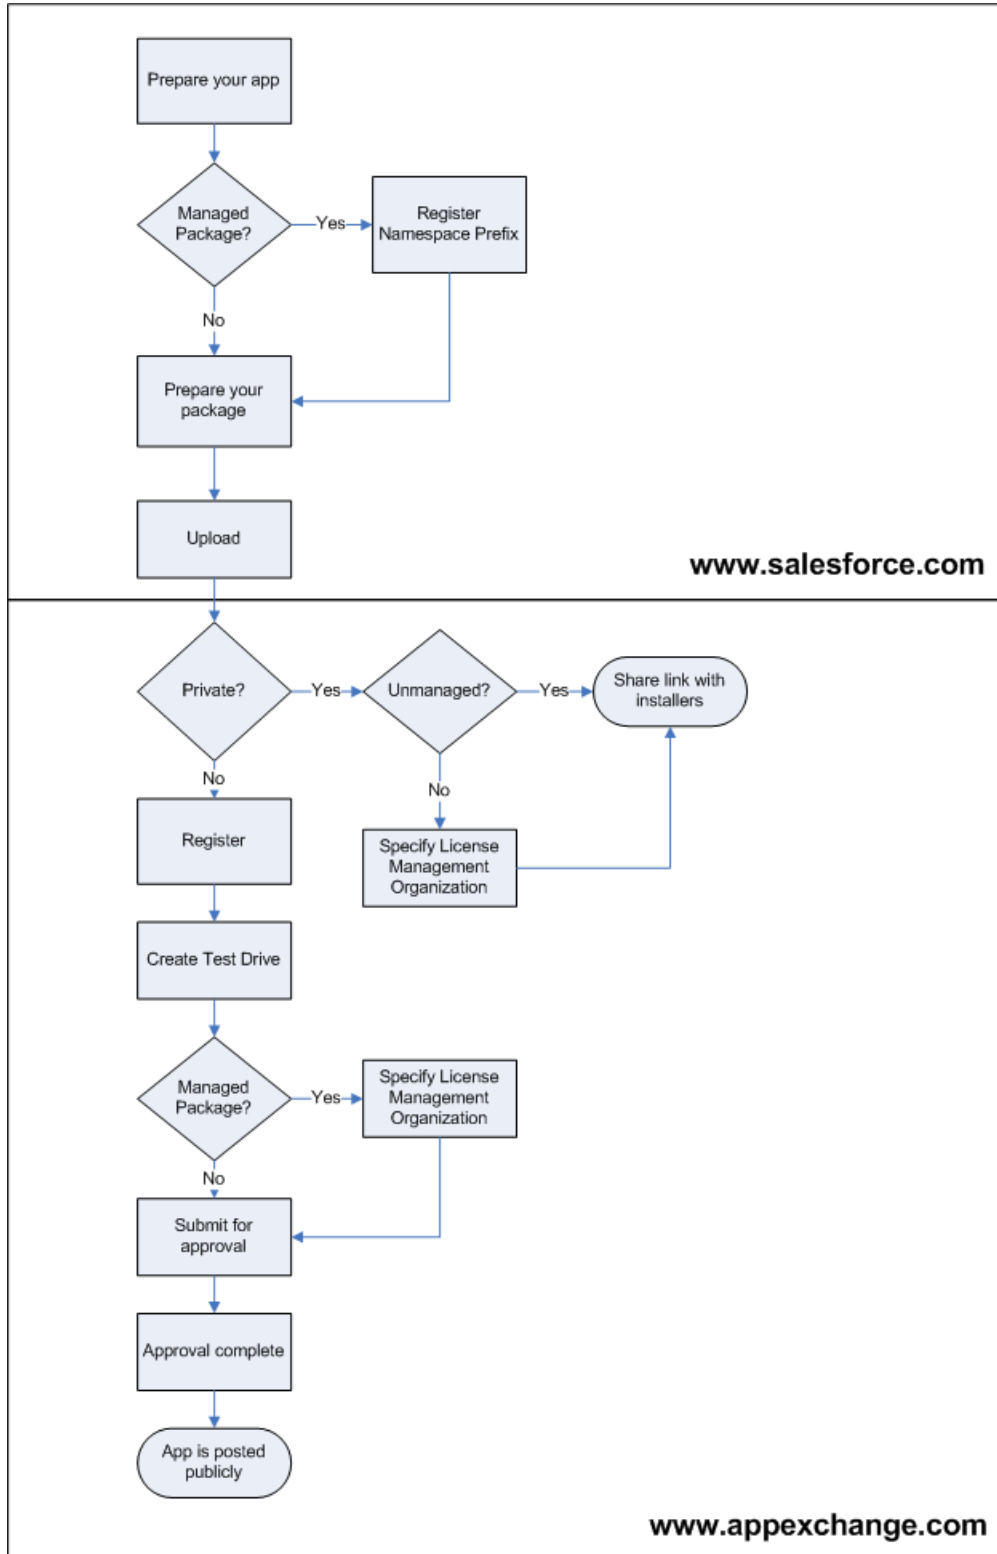 Prepare your app
Managed
Package?
Yes
Register
Namespace Prefix
No
Prepare your
package
Upload
www.salesforce.com
Private?
Yes
Unmanaged?
Yes
Share link with
installers
No
No
Register
Specify License
Management
Organization
Create Test Drive
Managed
Package?
Yes
Specify License
Management
Organization
No
Submit for
approval
Approval complete
App is posted
publicly
www.appexchange.com